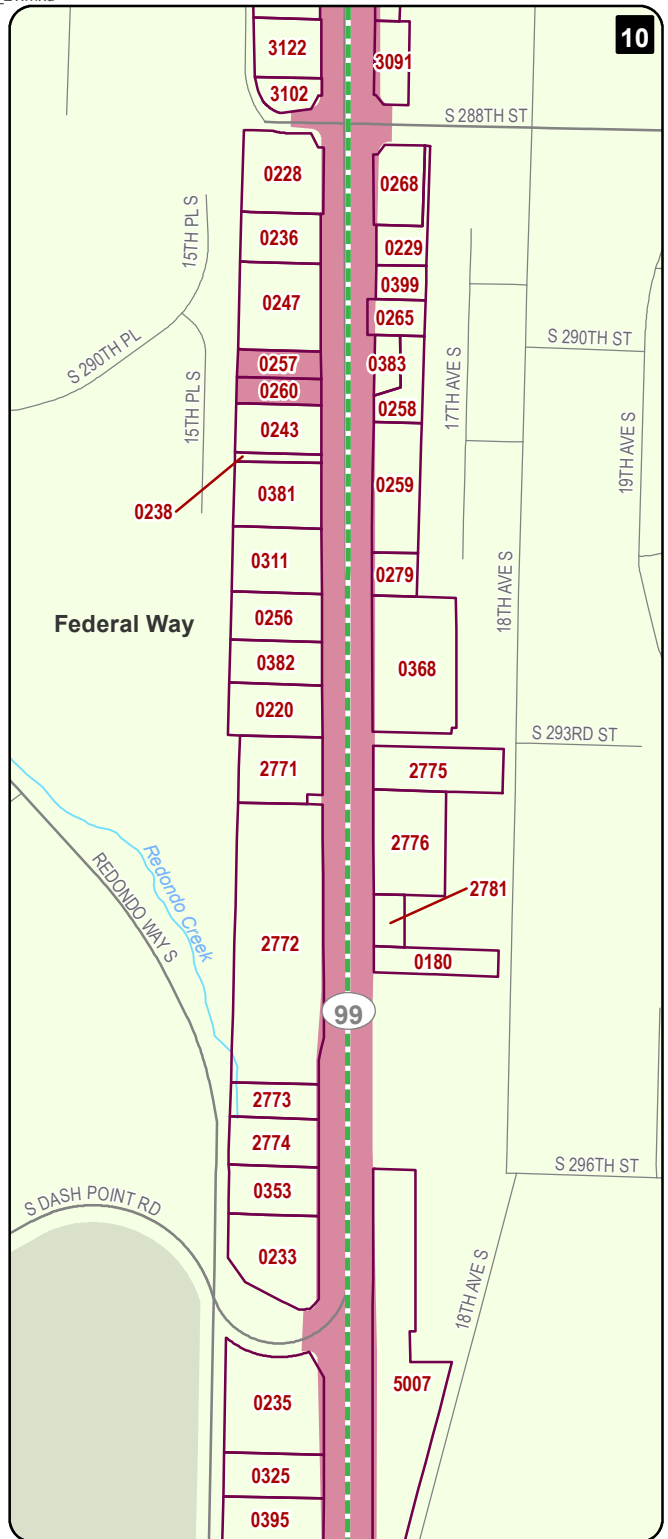 10
3122
3091
3102
S 288TH ST
0228
0268
15TH PL S
0236
0229
0399
0247
0265
S 290TH ST
S 290TH PL
0257
0383
0260
17TH AVE S
15TH PL S
0258
0243
19TH AVE S
0259
0381
0238
0311
0279
18TH AVE S
0256
Federal Way
0382
0368
0220
S 293RD ST
2771
2775
2776
Redondo Creek
REDONDO WAY S
2781
2772
0180
99
2773
2774
S 296TH ST
0353
S DASH POINT RD
0233
18TH AVE S
5007
0235
0325
0395